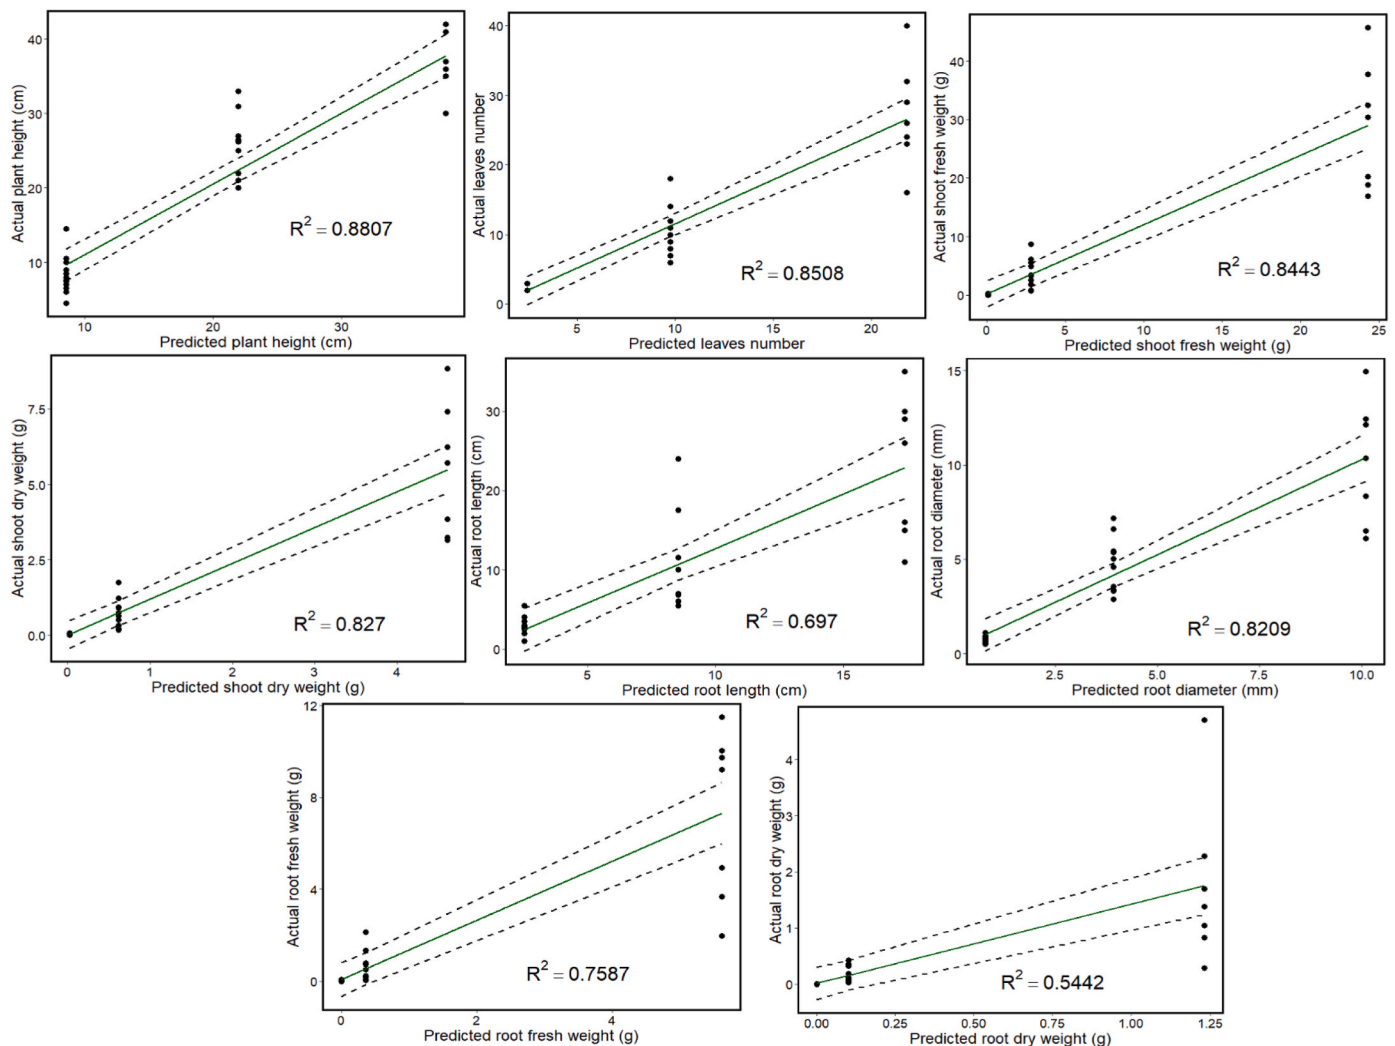 Actual plant height (cm)
40
30
20
10
R² = 0.8807
10
20
30
Predicted plant height (cm)
Actual leaves number
40
30
20
10
0
R² = 0.8508
5
10
15
20
Predicted leaves number
Actual shoot fresh weight (g)
40
30
20
10
0
R² = 0.8443
0
5
10
15
20
25
Predicted shoot fresh weight (g)
Actual shoot dry weight (g)
7.5
5.0
2.5
0.0
R² = 0.827
0
1
2
3
4
Predicted shoot dry weight (g)
Actual root length (cm)
30
20
10
0
R² = 0.697
5
10
15
Predicted root length (cm)
Actual root diameter (mm)
15
10
5
0
R² = 0.8209
2.5
5.0
7.5
10.0
Predicted root diameter (mm)
Actual root fresh weight (g)
12
8
4
0
R² = 0.7587
0
2
4
Predicted root fresh weight (g)
Actual root dry weight (g)
4
3
2
1
0
R² = 0.5442
0.00
0.25
0.50
0.75
1.00
1.25
Predicted root dry weight (g)